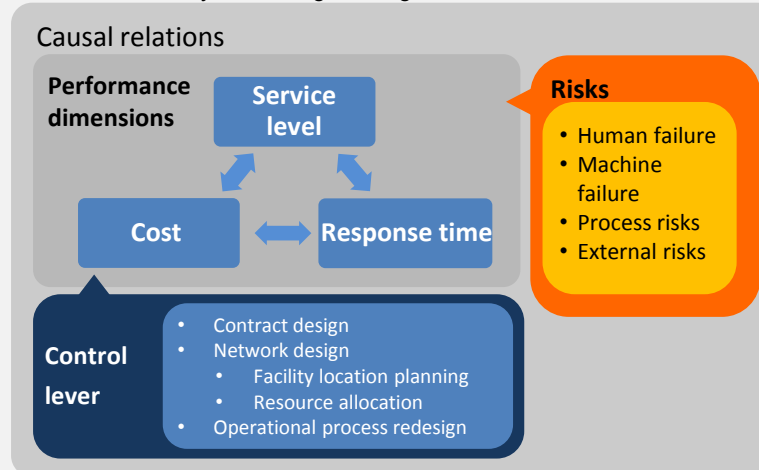 Causal relations
Performance
dimensions
Service
level
Cost
Response time
Risks
• Human failure
• Machine
failure
• Process risks
• External risks
Control
lever
• Contract design
• Network design
• Facility location planning
• Resource allocation
• Operational process redesign